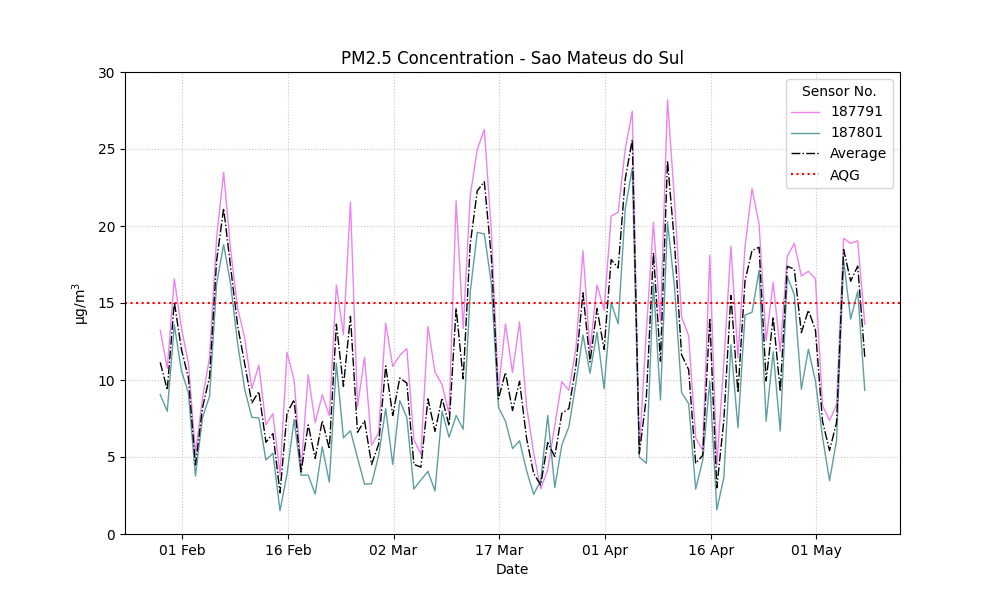 PM2.5 Concentration - Sao Mateus do Sul
30
25
20
15
10
5
0
µg/m³
Sensor No.
187791
187801
Average
AQG
01 Feb
16 Feb
02 Mar
17 Mar
01 Apr
16 Apr
01 May
Date